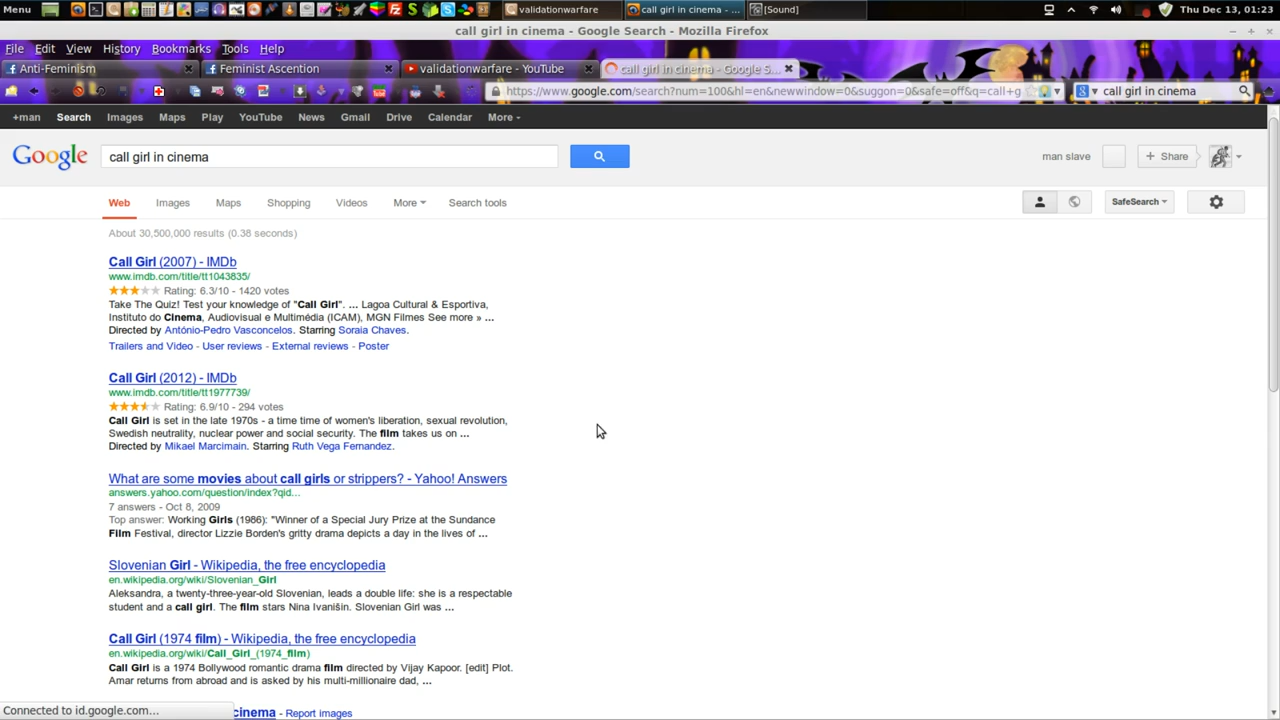 Menu
validationwarfare
call girl in cinema - ...
[Sound]
Thu Dec 13, 01:23
call girl in cinema - Google Search - Mozilla Firefox
File Edit View History Bookmarks Tools Help
Anti-Feminism
Feminist Ascention
validationwarfare - YouTube
call girl in cinema - Google S...
https://www.google.com/search?num=100&hl=en&newwindow=0&suggon=0&safe=off&q=call+g
call girl in cinema
+man Search Images Maps Play YouTube News Gmail Drive Calendar More
Google
call girl in cinema
man slave
+ Share
Web Images Maps Shopping Videos More Search tools
SafeSearch
About 30,500,000 results (0.38 seconds)
Call Girl (2007) - IMDb
www.imdb.com/title/tt1043835/
Rating: 6.3/10 - 1420 votes
Take The Quiz! Test your knowledge of "Call Girl". ... Lagoa Cultural & Esportiva,
Instituto do Cinema, Audiovisual e Multimédia (ICAM), MGN Filmes See more » ...
Directed by António-Pedro Vasconcelos. Starring Soraia Chaves.
Trailers and Video - User reviews - External reviews - Poster
Call Girl (2012) - IMDb
www.imdb.com/title/tt1977739/
Rating: 6.9/10 - 294 votes
Call Girl is set in the late 1970s - a time time of women's liberation, sexual revolution,
Swedish neutrality, nuclear power and social security. The film takes us on ...
Directed by Mikael Marcimain. Starring Ruth Vega Fernandez.
What are some movies about call girls or strippers? - Yahoo! Answers
answers.yahoo.com/question/index?qid...
7 answers - Oct 8, 2009
Top answer: Working Girls (1986): "Winner of a Special Jury Prize at the Sundance
Film Festival, director Lizzie Borden's gritty drama depicts a day in the lives of ...
Slovenian Girl - Wikipedia, the free encyclopedia
en.wikipedia.org/wiki/Slovenian_Girl
Aleksandra, a twenty-three-year-old Slovenian, leads a double life: she is a respectable
student and a call girl. The film stars Nina Ivanišin. Slovenian Girl was ...
Call Girl (1974 film) - Wikipedia, the free encyclopedia
en.wikipedia.org/wiki/Call_Girl_(1974_film)
Call Girl is a 1974 Bollywood romantic drama film directed by Vijay Kapoor. [edit] Plot.
Amar returns from abroad and is asked by his multi-millionaire dad, ...
Connected to id.google.com...
cinema - Report images